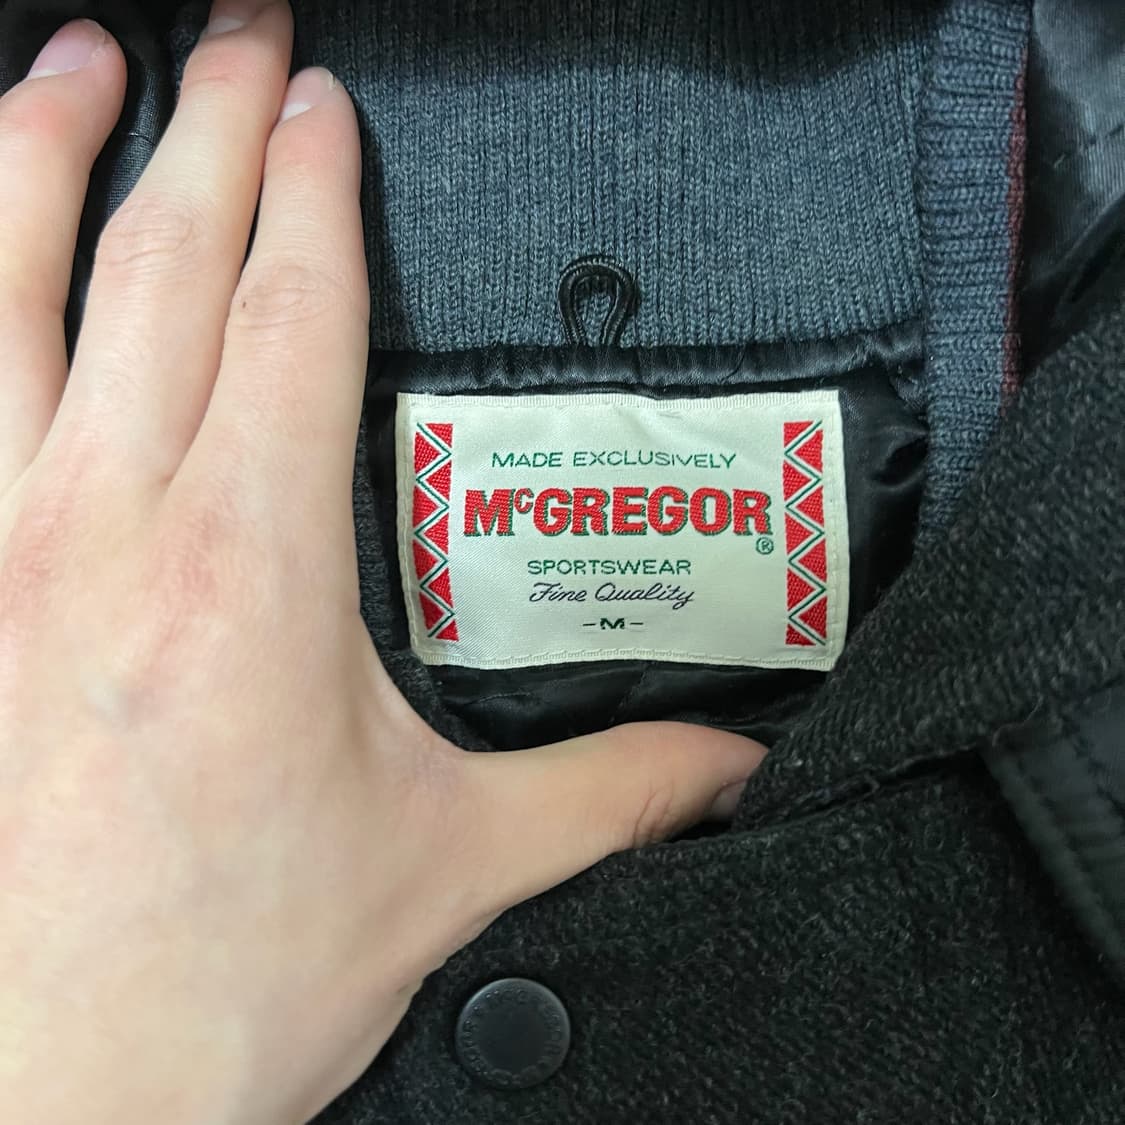 MADE EXCLUSIVELY
McGREGOR
®
SPORTSWEAR
Fine Quality
-M-